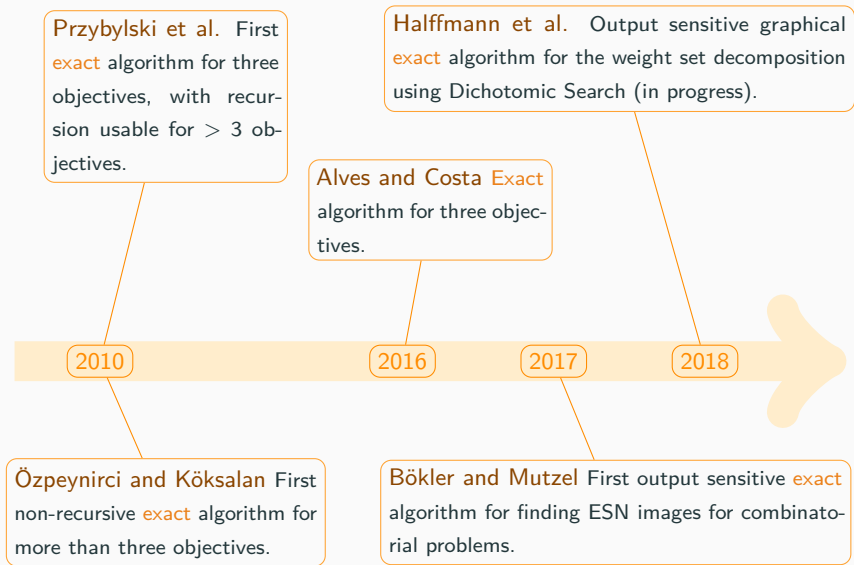 Przybylski et al. First
exact algorithm for three
objectives, with recur-
sion usable for > 3 ob-
jectives.
Halffmann et al. Output sensitive graphical
exact algorithm for the weight set decomposition
using Dichotomic Search (in progress).
Alves and Costa Exact
algorithm for three objec-
tives.
2010
2016
2017
2018
Özpeynirci and Köksalan First
non-recursive exact algorithm for
more than three objectives.
Bökler and Mutzel First output sensitive exact
algorithm for finding ESN images for combinato-
rial problems.